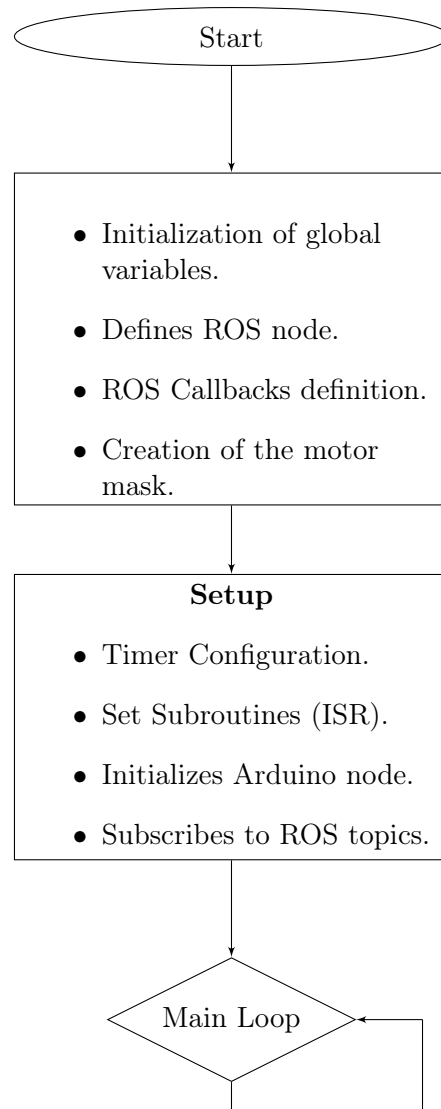 Start
• Initialization of global
variables.
• Defines ROS node.
• ROS Callbacks definition.
• Creation of the motor
mask.
Setup
• Timer Configuration.
• Set Subroutines (ISR).
• Initializes Arduino node.
• Subscribes to ROS topics.
Main Loop